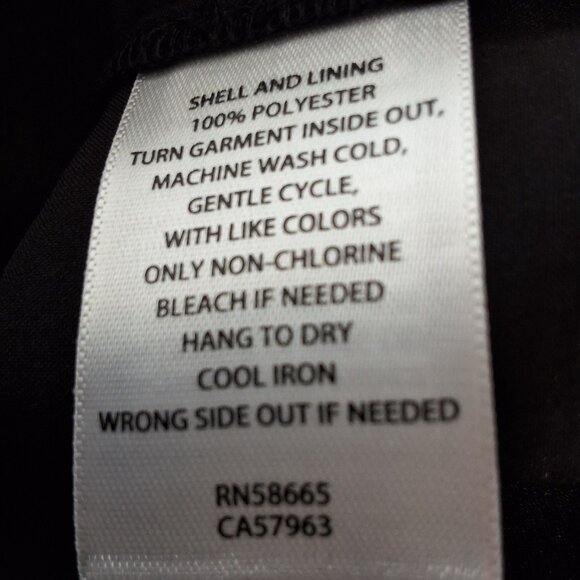 SHELL AND LINING
100% POLYESTER
TURN GARMENT INSIDE OUT,
MACHINE WASH COLD,
GENTLE CYCLE,
WITH LIKE COLORS
ONLY NON-CHLORINE
BLEACH IF NEEDED
HANG TO DRY
COOL IRON
WRONG SIDE OUT IF NEEDED
RN58665
CA57963